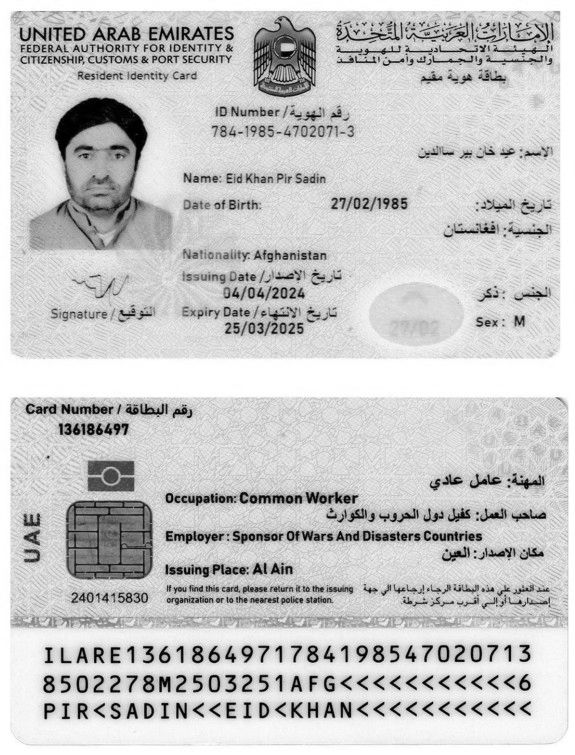 UNITED ARAB EMIRATES
FEDERAL AUTHORITY FOR IDENTITY &
CITIZENSHIP, CUSTOMS & PORT SECURITY
Resident Identity Card
الإمارات العربية المتحدة
الهيئة الاتحادية للهوية
والجنسية والجمارك وأمن المنافذ
بطاقة هوية مقيم
ID Number / رقم الهوية
784-1985-4702071-3
الإسم: عيد خان بير ساالدين
Name: Eid Khan Pir Sadin
Date of Birth: 27/02/1985 تاريخ الميلاد:
الجنسية: افغانستان
Nationality: Afghanistan
Issuing Date / تاريخ الإصدار
04/04/2024
الجنس: ذكر
Signature / التوقيع
Expiry Date / تاريخ الانتهاء
25/03/2025
27/02
Sex: M
Card Number / رقم البطاقة
136186497
المهنة: عامل عادي
Occupation: Common Worker
صاحب العمل: كفيل دول الحروب والكوارث
UAE
Employer : Sponsor Of Wars And Disasters Countries
مكان الإصدار: العين
Issuing Place: Al Ain
2401415830
If you find this card, please return it to the issuing
organization or to the nearest police station.
عند العثور على هذه البطاقة الرجاء إرجاعها الى جهة
إصدارها أو إلى أقرب مركز شرطة.
ILARE1361864971784198547020713
8502278M2503251AFG<<<<<<<<<<<6
PIR<SADIN<<EID<KHAN<<<<<<<<<<<